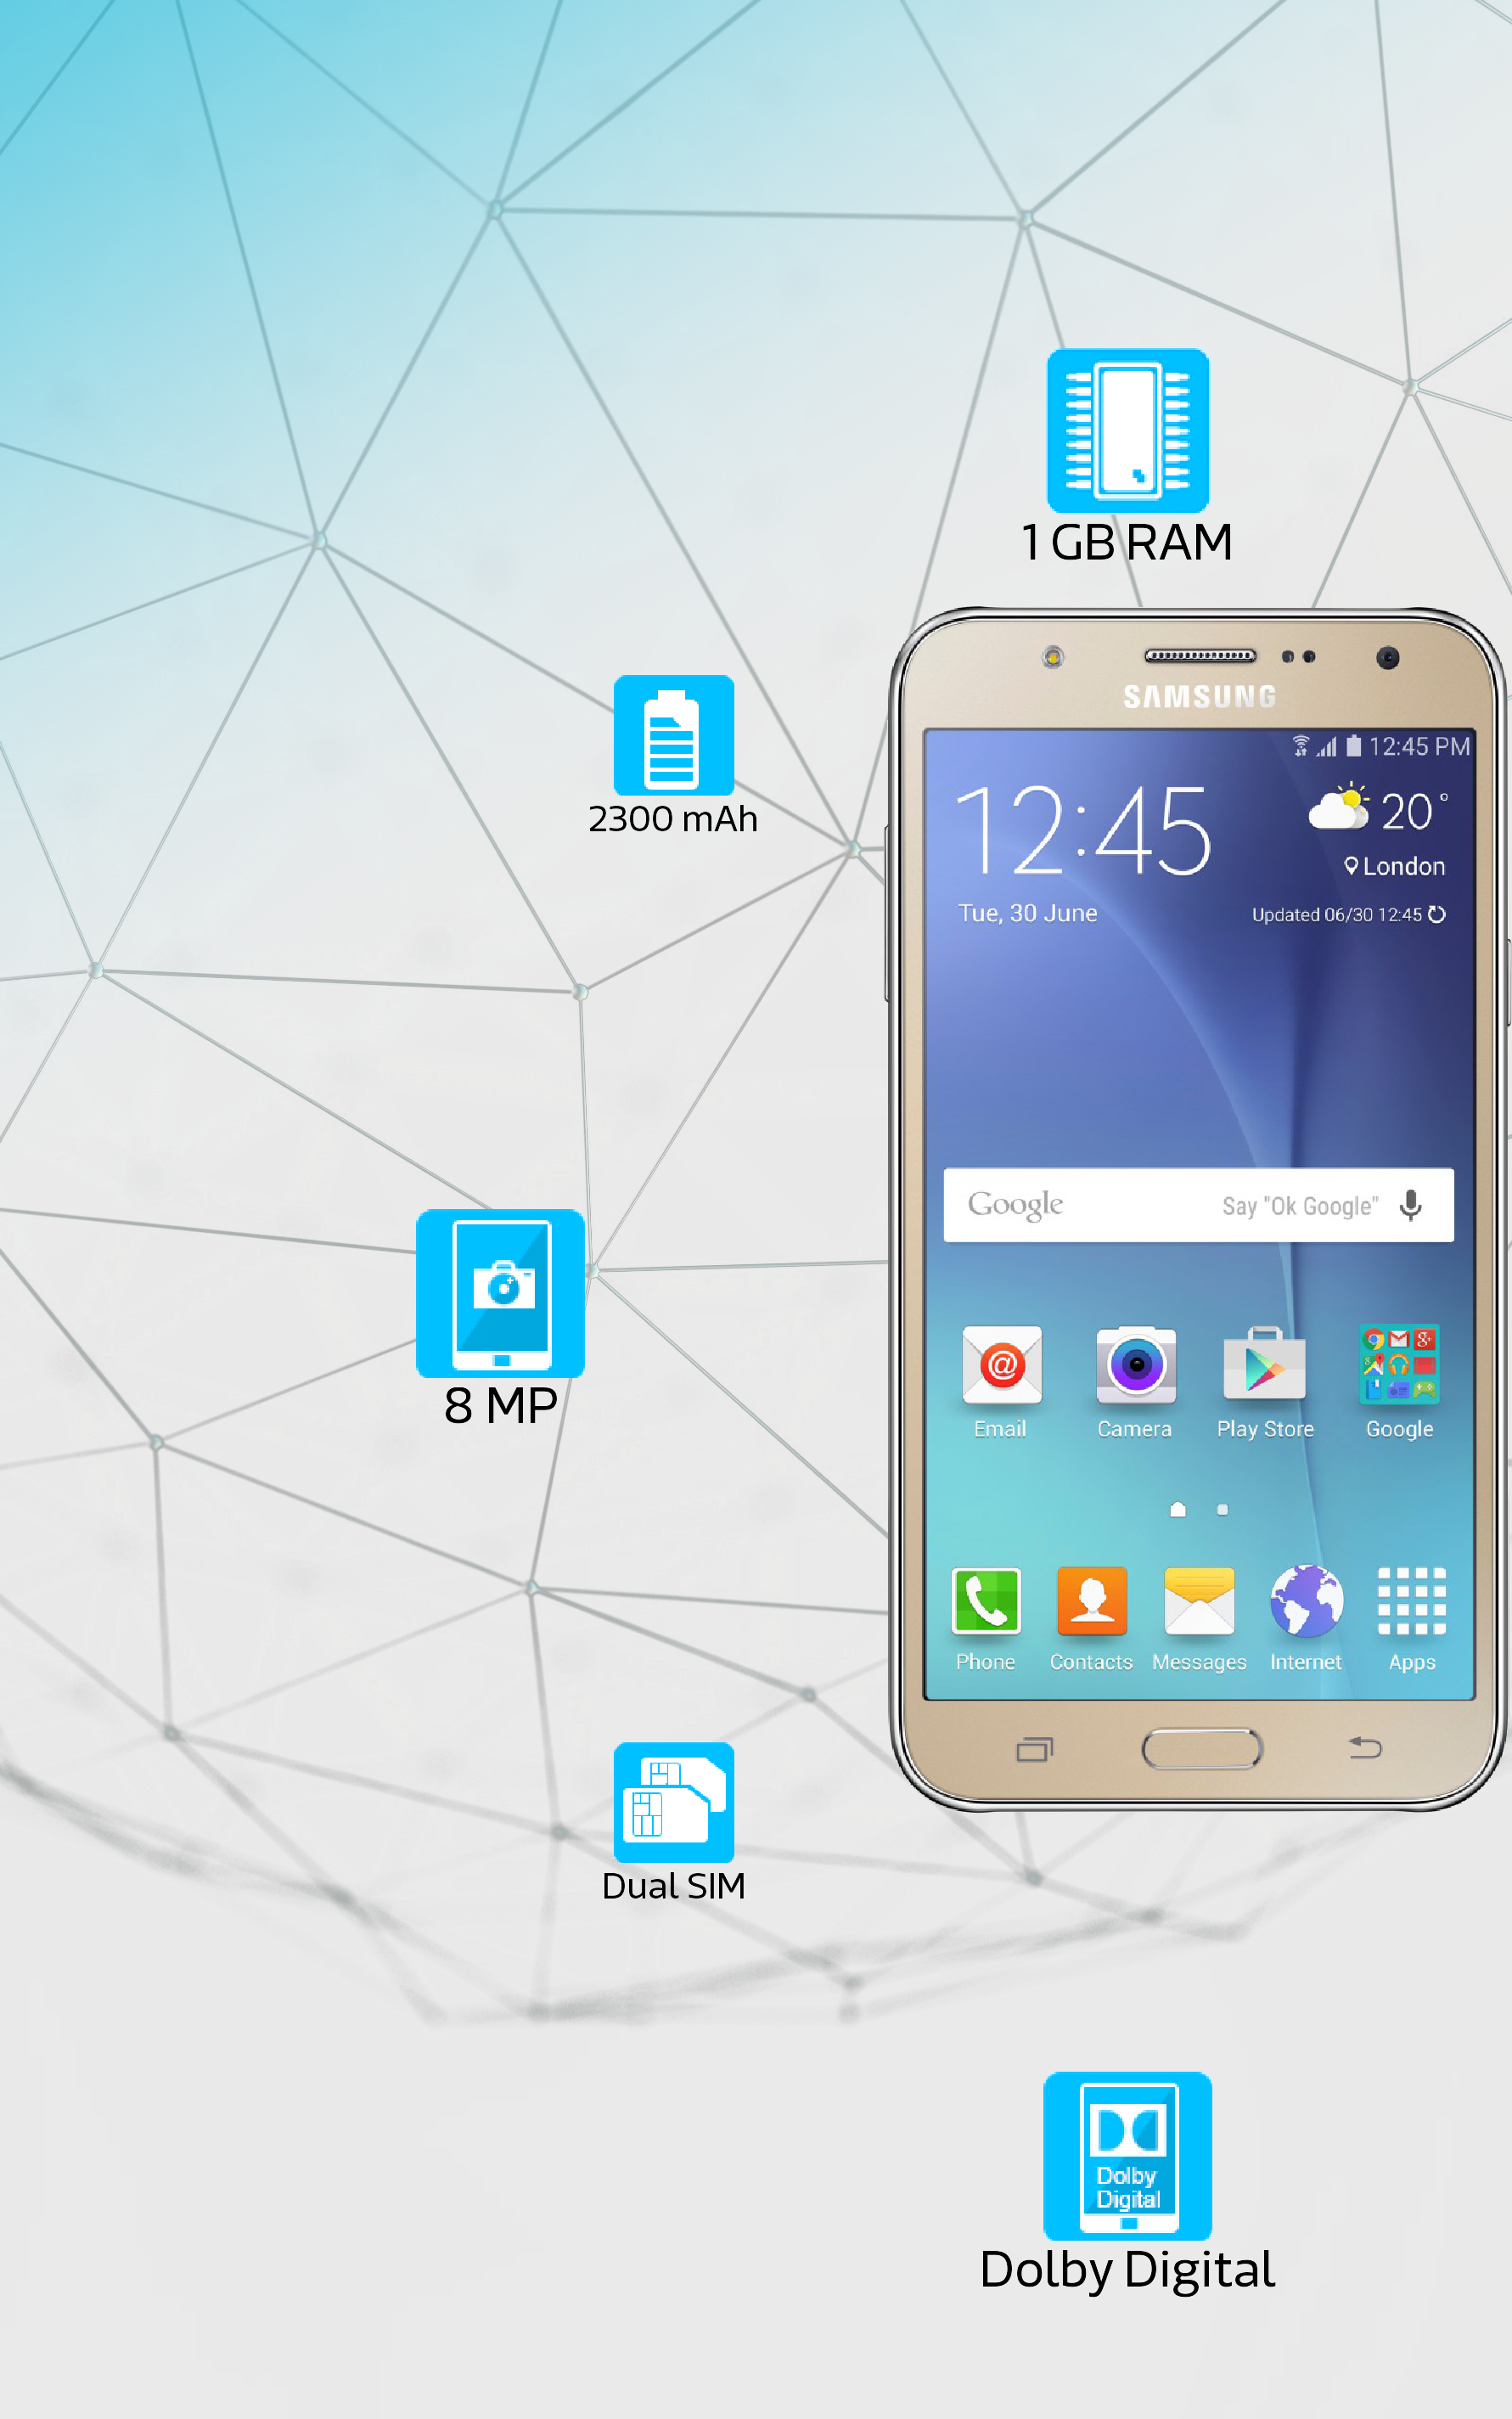 1 GB RAM
2300 mAh
8 MP
Dual SIM
Dolby
Digital
Dolby Digital
SAMSUNG
12:45 PM
12:45
20°
London
Tue, 30 June
Updated 06/30 12:45
Google
Say "Ok Google"
Email
Camera
Play Store
Google
Phone
Contacts
Messages
Internet
Apps